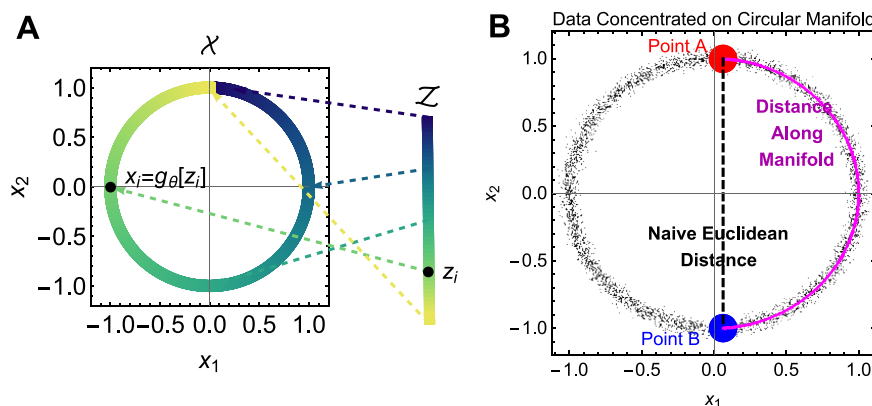 A
𝒳
1.0
0.5
0.0
−0.5
−1.0
x₂
xᵢ=g_θ[zᵢ]
−1.0 −0.5 0.0 0.5 1.0
x₁
𝒵
zᵢ
B
Data Concentrated on Circular Manifold
Point A
Distance
Along
Manifold
Naive Euclidean
Distance
Point B
1.0
0.5
0.0
−0.5
−1.0
x₂
−1.0 −0.5 0.0 0.5 1.0
x₁